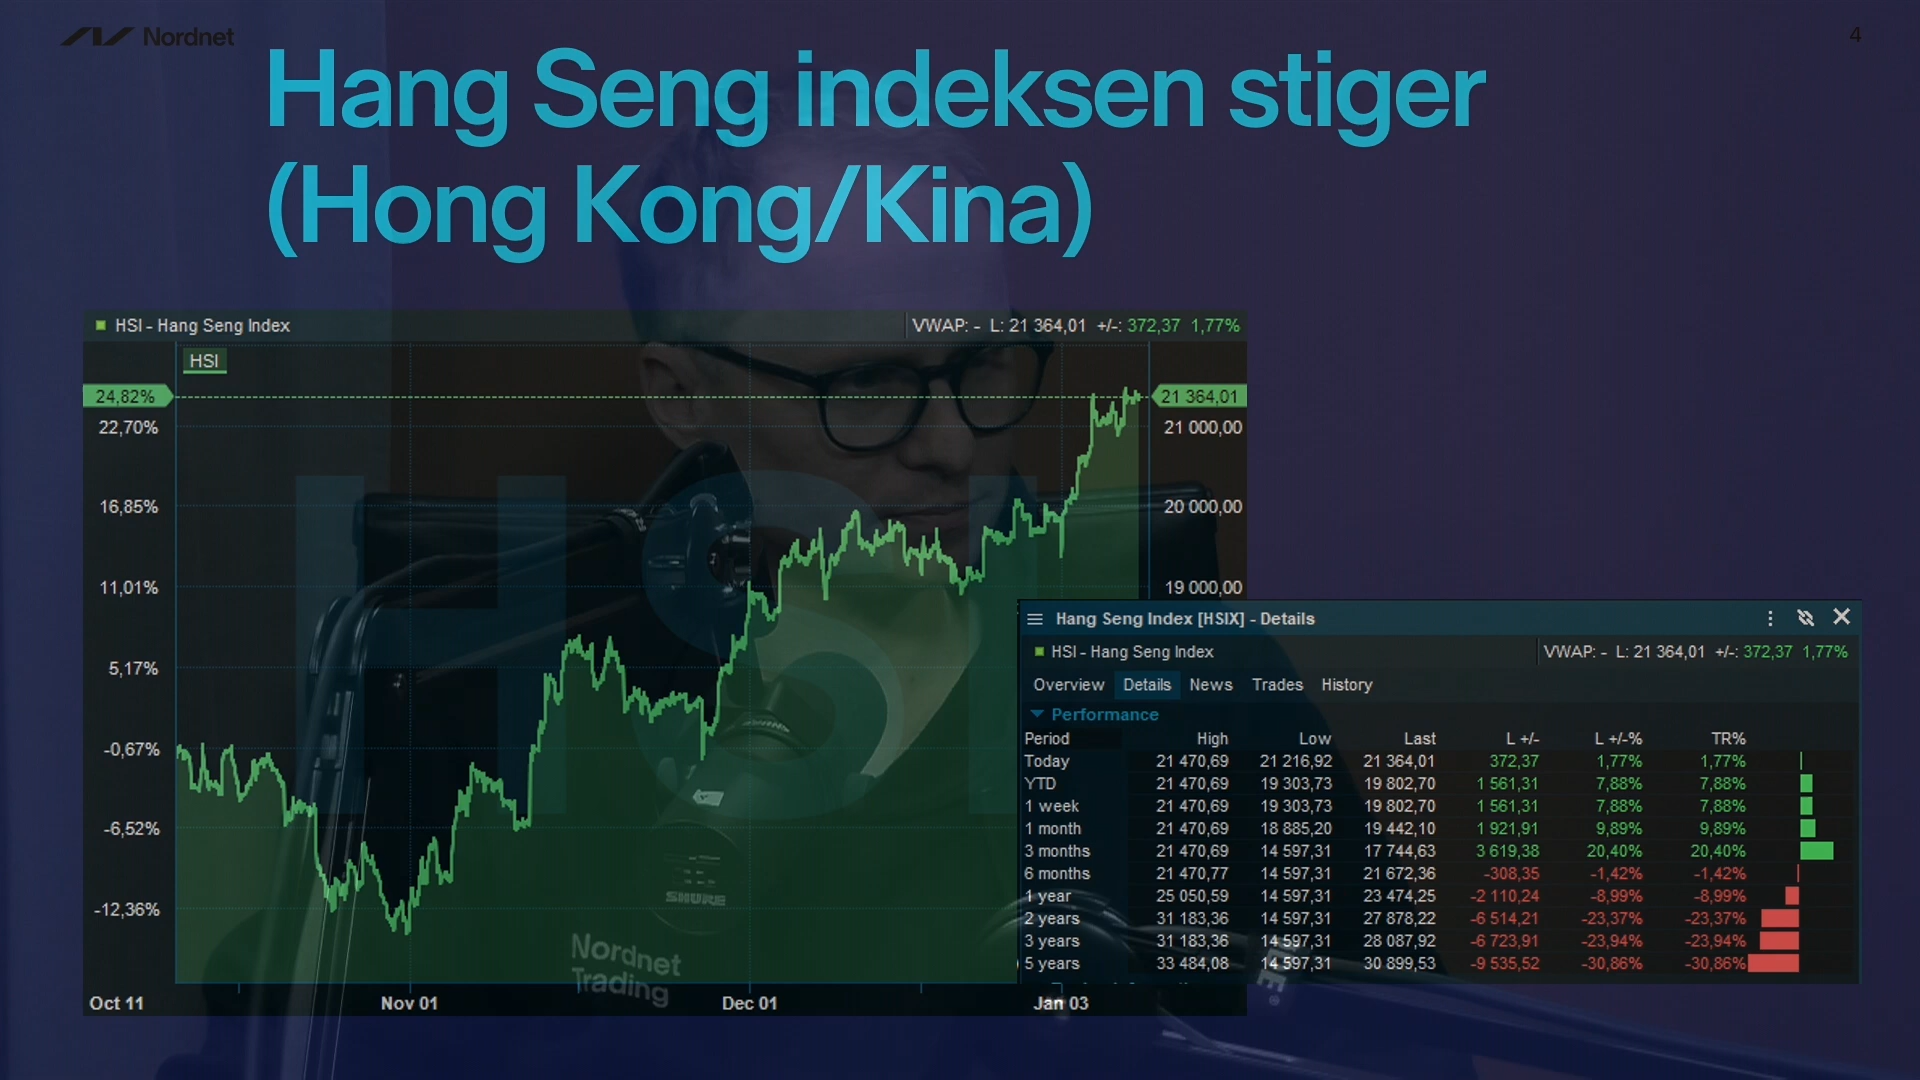 Nordnet
4
Hang Seng indeksen stiger
(Hong Kong/Kina)
HSI - Hang Seng Index VWAP: - L: 21 364,01 +/-: 372,37 1,77%
HSI
24,82% 21 364,01
22,70% 21 000,00
16,85% 20 000,00
11,01% 19 000,00
5,17%
-0,67%
-6,52%
-12,36%
Oct 11 Nov 01 Dec 01 Jan 03
HSI
SHURE
Nordnet
Trading
Hang Seng Index [HSIX] - Details
HSI - Hang Seng Index VWAP: - L: 21 364,01 +/-: 372,37 1,77%
Overview Details News Trades History
Performance
Period High Low Last L +/- L +/-% TR%
Today 21 470,69 21 216,92 21 364,01 372,37 1,77% 1,77%
YTD 21 470,69 19 303,73 19 802,70 1 561,31 7,88% 7,88%
1 week 21 470,69 19 303,73 19 802,70 1 561,31 7,88% 7,88%
1 month 21 470,69 18 885,20 19 442,10 1 921,91 9,89% 9,89%
3 months 21 470,69 14 597,31 17 744,63 3 619,38 20,40% 20,40%
6 months 21 470,77 14 597,31 21 672,36 -308,35 -1,42% -1,42%
1 year 25 050,59 14 597,31 23 474,25 -2 110,24 -8,99% -8,99%
2 years 31 183,36 14 597,31 27 878,22 -6 514,21 -23,37% -23,37%
3 years 31 183,36 14 597,31 28 087,92 -6 723,91 -23,94% -23,94%
5 years 33 484,08 14 597,31 30 899,53 -9 535,52 -30,86% -30,86%